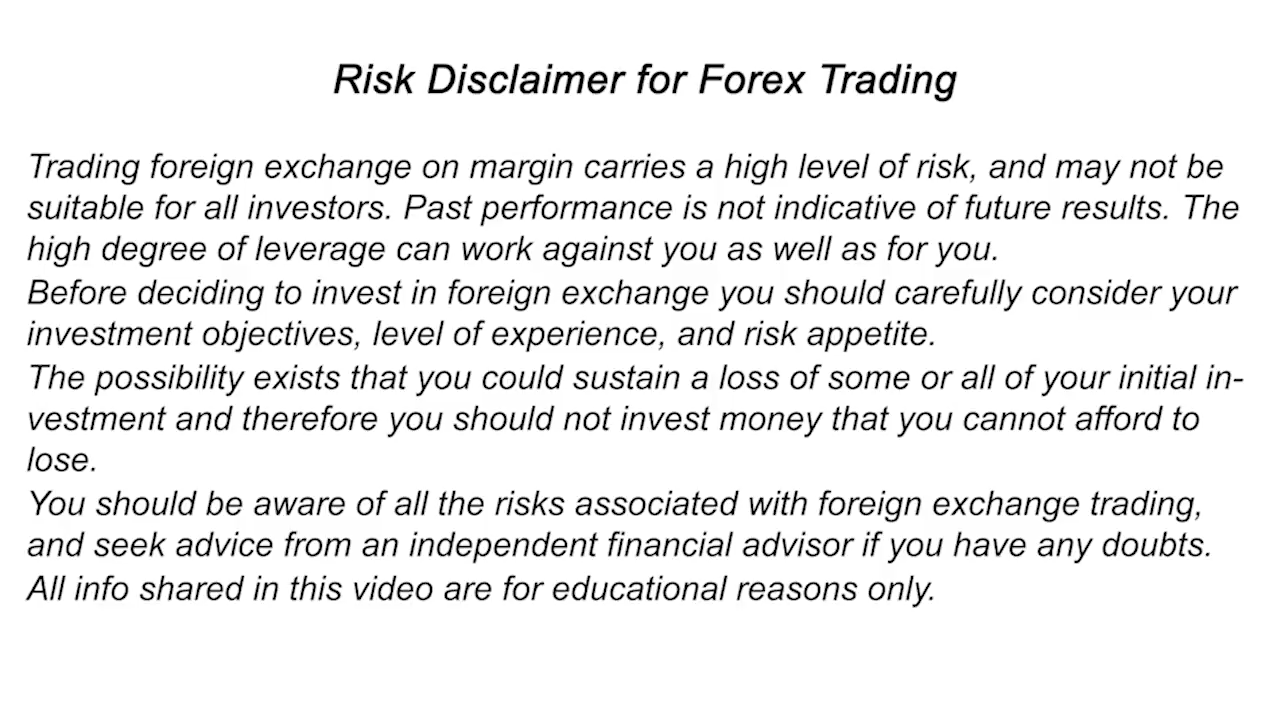 Risk Disclaimer for Forex Trading
Trading foreign exchange on margin carries a high level of risk, and may not be
suitable for all investors. Past performance is not indicative of future results. The
high degree of leverage can work against you as well as for you.
Before deciding to invest in foreign exchange you should carefully consider your
investment objectives, level of experience, and risk appetite.
The possibility exists that you could sustain a loss of some or all of your initial in-
vestment and therefore you should not invest money that you cannot afford to
lose.
You should be aware of all the risks associated with foreign exchange trading,
and seek advice from an independent financial advisor if you have any doubts.
All info shared in this video are for educational reasons only.